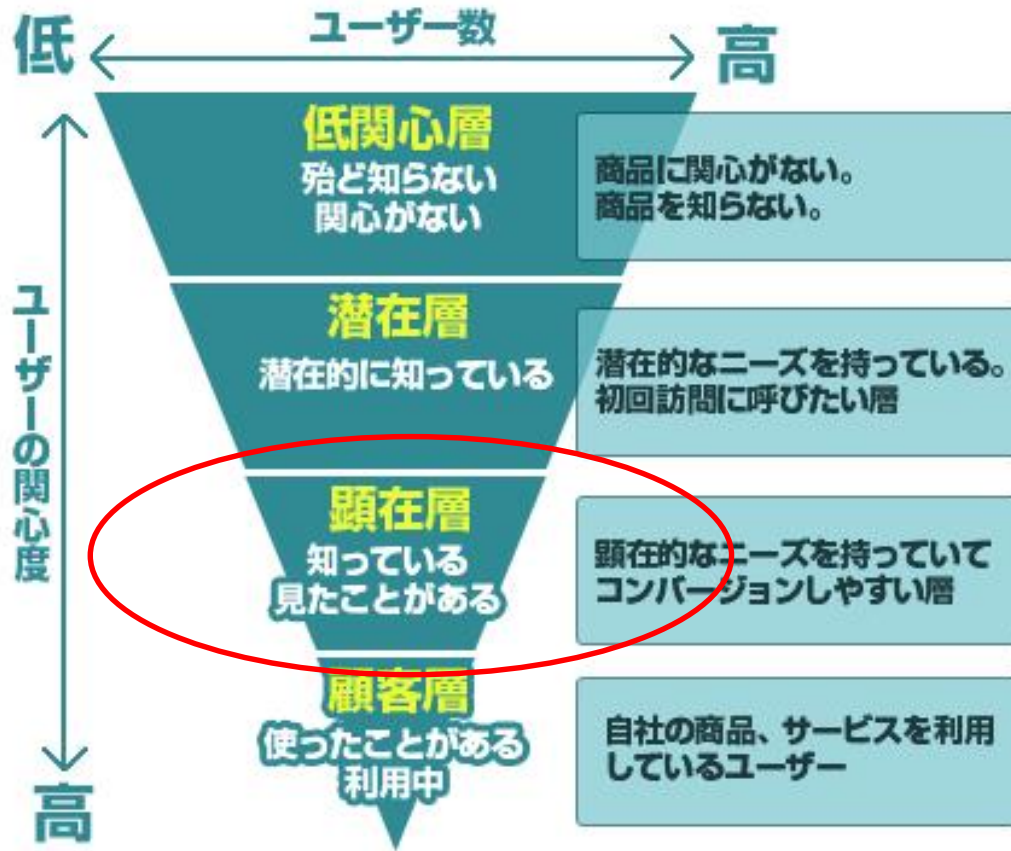 低
ユーザー数
高
低関心層
殆ど知らない
関心がない
商品に関心がない。
商品を知らない。
潜在層
潜在的に知っている
潜在的なニーズを持っている。
初回訪問に呼びたい層
ユーザーの関心度
顕在層
知っている
見たことがある
顕在的なニーズを持っていて
コンバージョンしやすい層
顧客層
使ったことがある
利用中
自社の商品、サービスを利用
しているユーザー
高